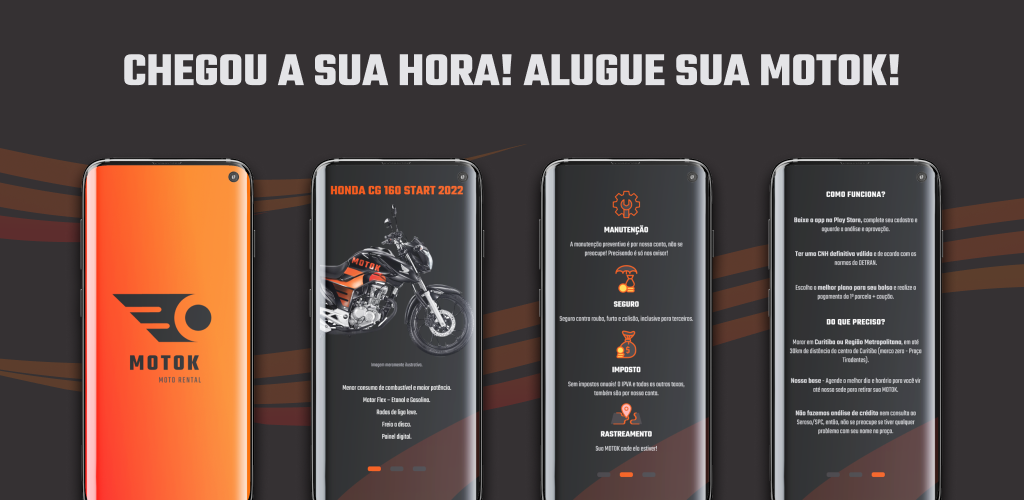 CHEGOU A SUA HORA! ALUGUE SUA MOTOK!
MOTOK
MOTO RENTAL
HONDA CG 160 START 2022
MOTOK
Imagem meramente ilustrativa.
Menor consumo de combustível e maior potência.
Motor Flex – Etanol e Gasolina.
Rodas de liga leve.
Freio a disco.
Painel digital.
MANUTENÇÃO
A manutenção preventiva é por nossa conta, não se
preocupe! Precisando é só nos avisar!
SEGURO
Seguro contra roubo, furto e colisão, inclusive para terceiros.
IMPOSTO
Sem impostos anuais! O IPVA e todas as outras taxas,
também são por nossa conta.
RASTREAMENTO
Sua MOTOK onde ela estiver!
COMO FUNCIONA?
Baixe o app na Play Store, complete seu cadastro e
aguarde a análise e aprovação.
Ter uma CNH definitiva válida e de acordo com as
normas do DETRAN.
Escolha o melhor plano para seu bolso e realize o
pagamento da 1ª parcela + caução.
DO QUE PRECISO?
Morar em Curitiba ou Região Metropolitana, em até
30km de distância do centro de Curitiba (marco zero - Praça
Tiradentes).
Nossa base - Agende o melhor dia e horário para você vir
até nossa sede para retirar sua MOTOK.
Não fazemos análise de crédito sem consulta ao
Serasa/SPC, então, não se preocupe se tiver qualquer
problema com seu nome na praça.